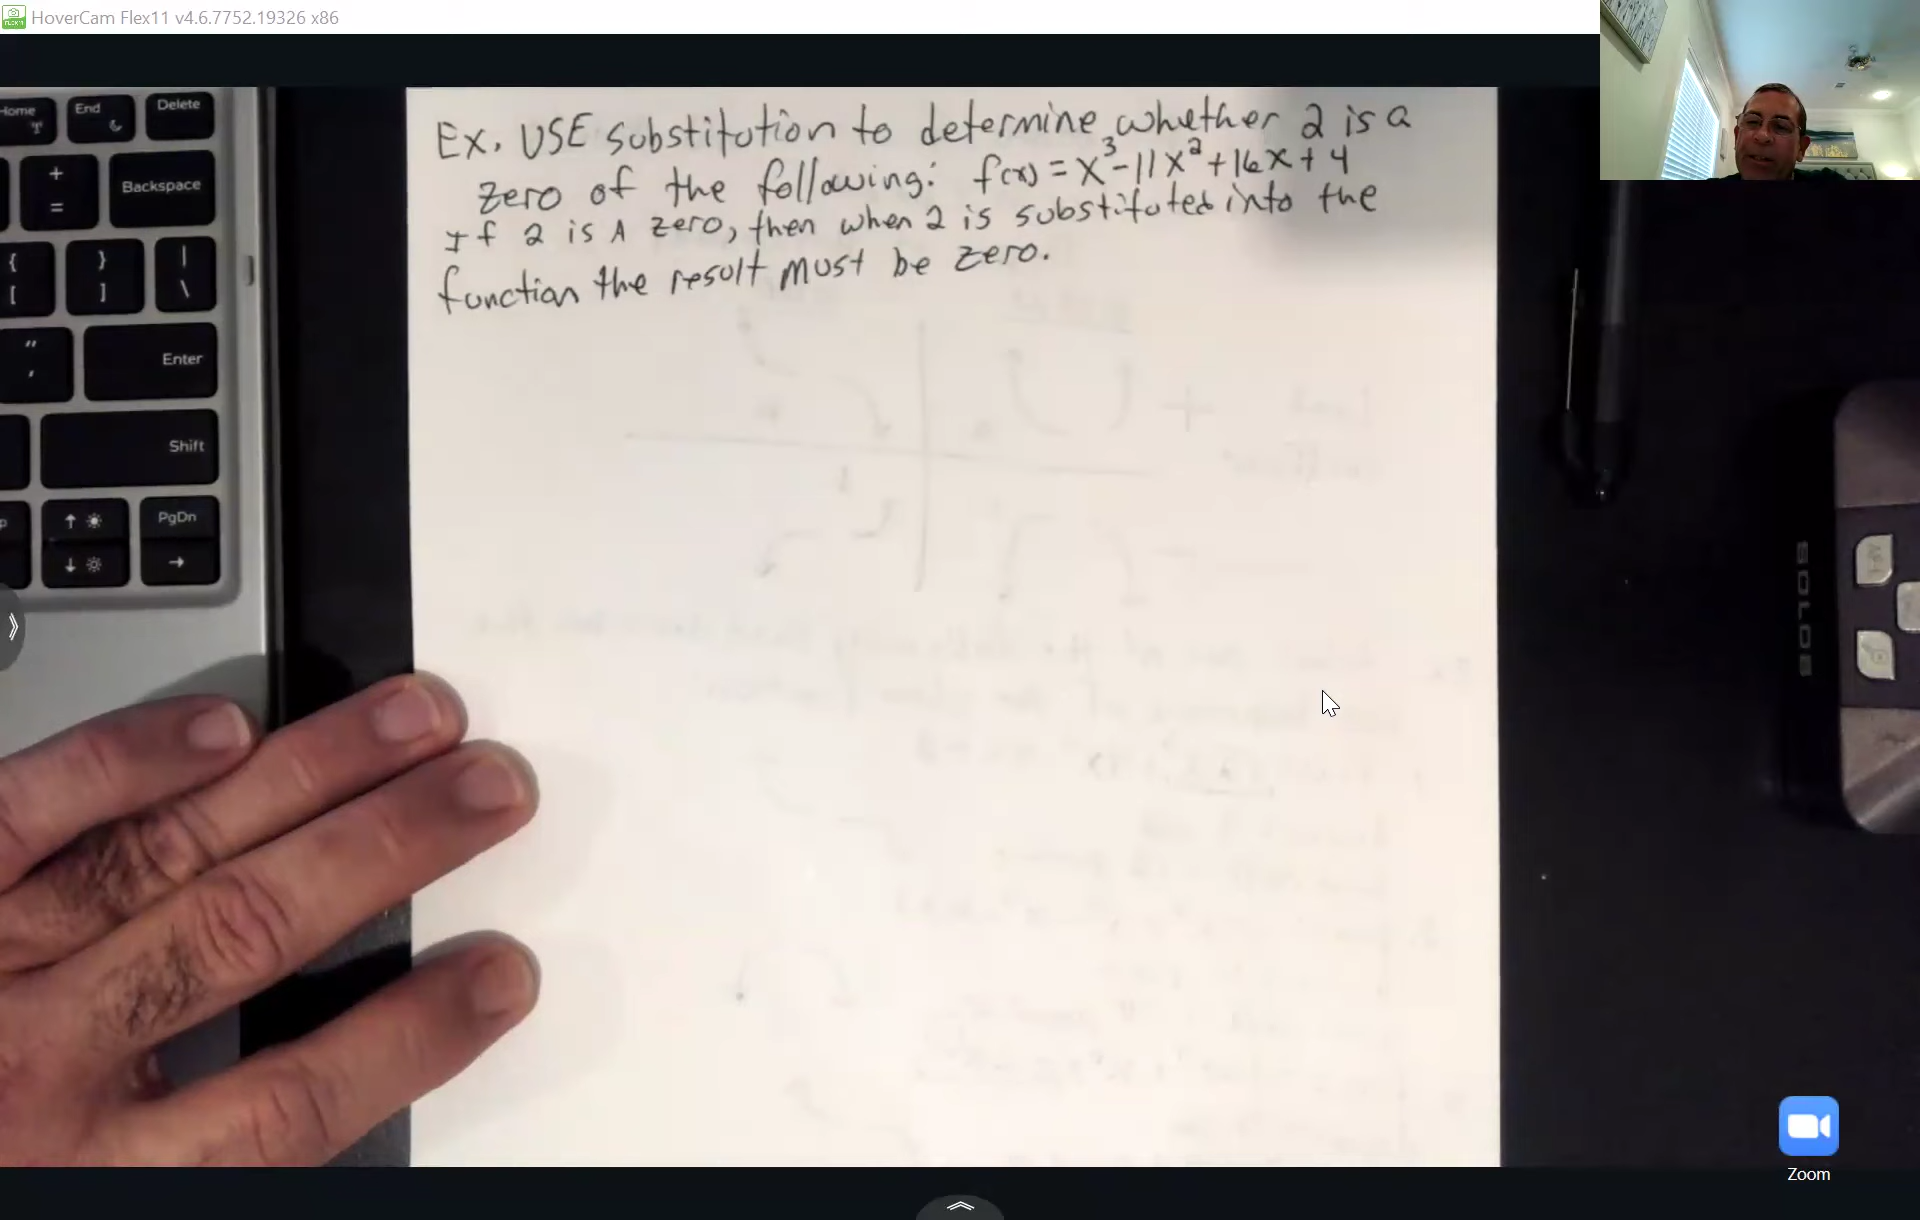 HoverCam Flex11 v4.6.7752.19326 x86
Home
End
Delete
+
=
Backspace
{
[
}
]
|
\
"
,
Enter
Shift
PgDn
Ex. USE substitution to determine whether 2 is a
zero of the following: f(x) = x³-11x²+16x+4
If 2 is A zero, then when 2 is substituted into the
function the result must be zero.
Zoom